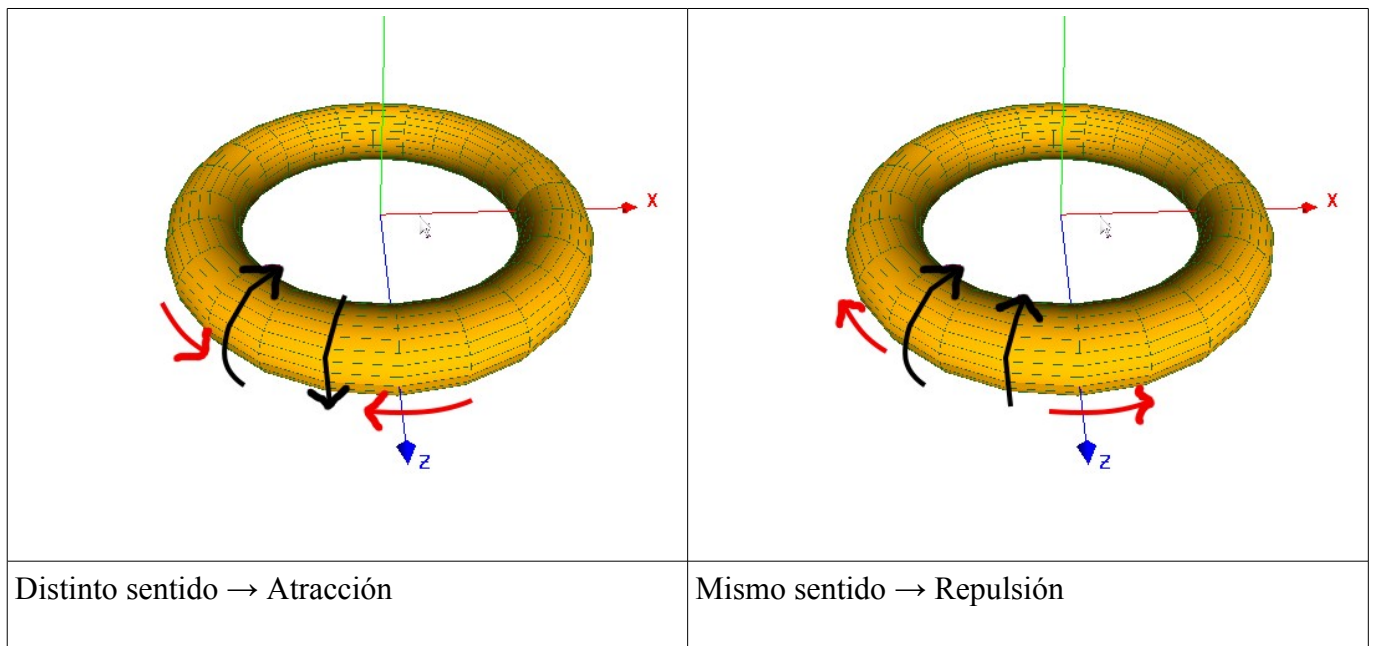 X
Z
X
Z
Distinto sentido → Atracción
Mismo sentido → Repulsión